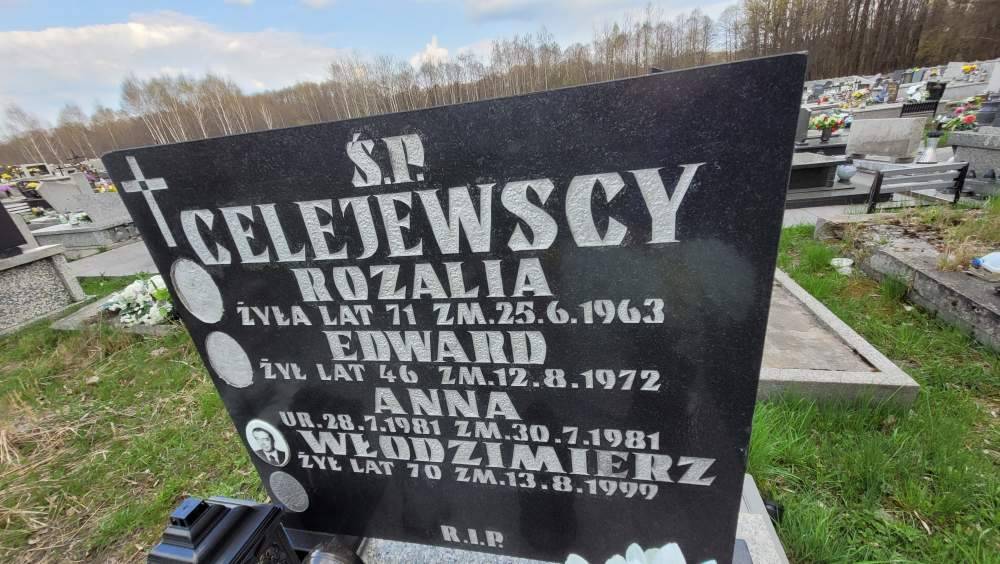 Ś.P.
CELEJEWSCY
ROZALIA
ŻYŁA LAT 71 ZM.25.6.1963
EDWARD
ŻYŁ LAT 46 ZM.12.8.1972
ANNA
UR.28.7.1981 ZM.30.7.1981
WŁODZIMIERZ
ŻYŁ LAT 70 ZM.13.8.1999
R.I.P.